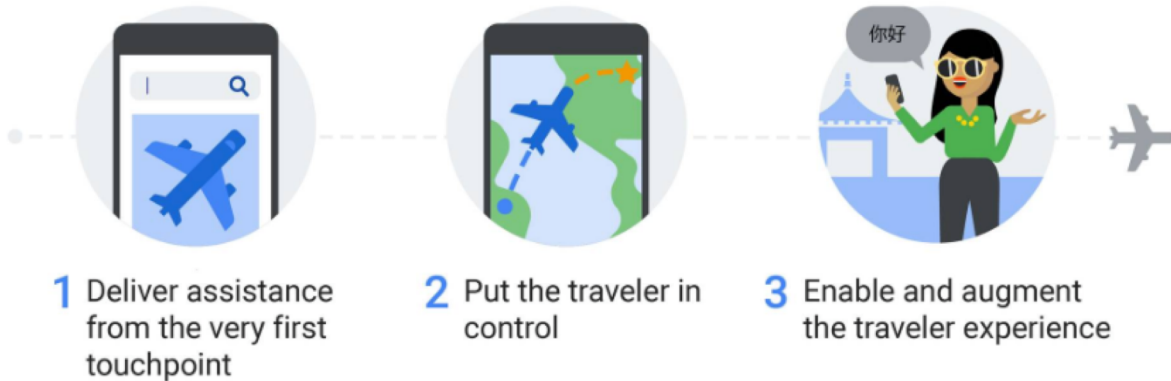 你好
1 Deliver assistance
from the very first
touchpoint
2 Put the traveler in
control
3 Enable and augment
the traveler experience